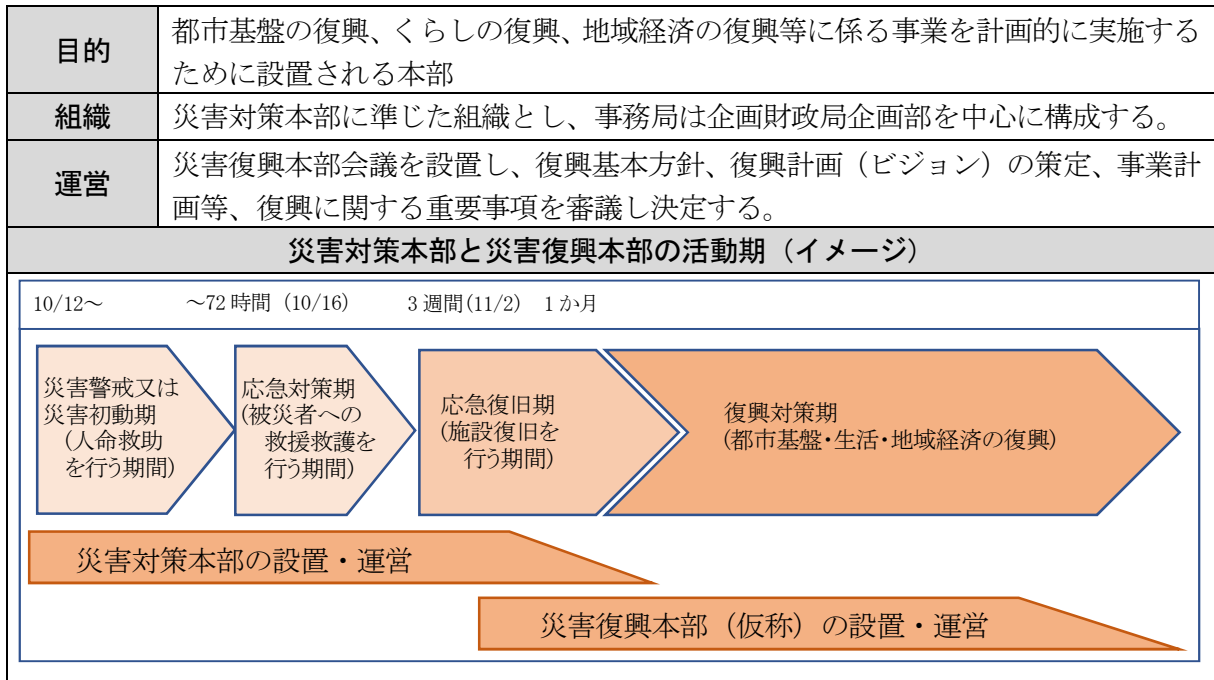 目的
都市基盤の復興、くらしの復興、地域経済の復興等に係る事業を計画的に実施する
ために設置される本部
組織
災害対策本部に準じた組織とし、事務局は企画財政局企画部を中心に構成する。
運営
災害復興本部会議を設置し、復興基本方針、復興計画（ビジョン）の策定、事業計
画等、復興に関する重要事項を審議し決定する。
災害対策本部と災害復興本部の活動期（イメージ）
10/12～ ～72 時間（10/16） 3 週間(11/2) 1 か月
災害警戒又は
災害初動期
(人命救助
を行う期間)
応急対策期
(被災者への
救援救護を
行う期間)
応急復旧期
(施設復旧を
行う期間)
復興対策期
(都市基盤・生活・地域経済の復興)
災害対策本部の設置・運営
災害復興本部（仮称）の設置・運営